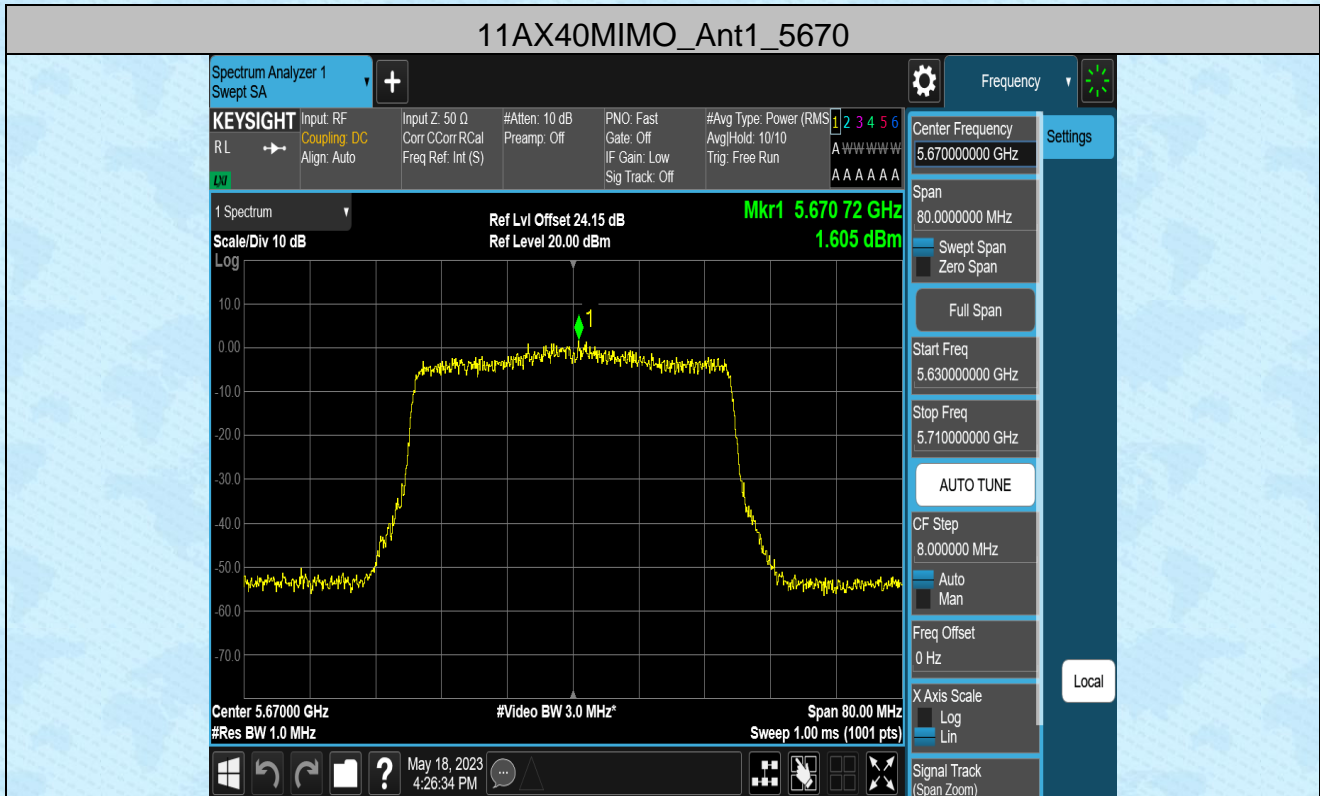 11AX40MIMO_Ant1_5670
Spectrum Analyzer 1
Swept SA
+
Frequency
KEYSIGHT
RL
LXI
Input: RF
Coupling: DC
Align: Auto
Input Z: 50 Ω
Corr CCorr RCal
Freq Ref: Int (S)
#Atten: 10 dB
Preamp: Off
PNO: Fast
Gate: Off
IF Gain: Low
Sig Track: Off
#Avg Type: Power (RMS
Avg|Hold: 10/10
Trig: Free Run
1 2 3 4 5 6
A W W W W W
A A A A A A
1 Spectrum
Scale/Div 10 dB
Log
Ref Lvl Offset 24.15 dB
Ref Level 20.00 dBm
Mkr1 5.670 72 GHz
1.605 dBm
10.0
0.00
-10.0
-20.0
-30.0
-40.0
-50.0
-60.0
-70.0
1
Center 5.67000 GHz
#Res BW 1.0 MHz
#Video BW 3.0 MHz*
Span 80.00 MHz
Sweep 1.00 ms (1001 pts)
?
May 18, 2023
4:26:34 PM
Center Frequency
5.670000000 GHz
Settings
Span
80.0000000 MHz
Swept Span
Zero Span
Full Span
Start Freq
5.630000000 GHz
Stop Freq
5.710000000 GHz
AUTO TUNE
CF Step
8.000000 MHz
Auto
Man
Freq Offset
0 Hz
X Axis Scale
Log
Lin
Local
Signal Track
(Span Zoom)